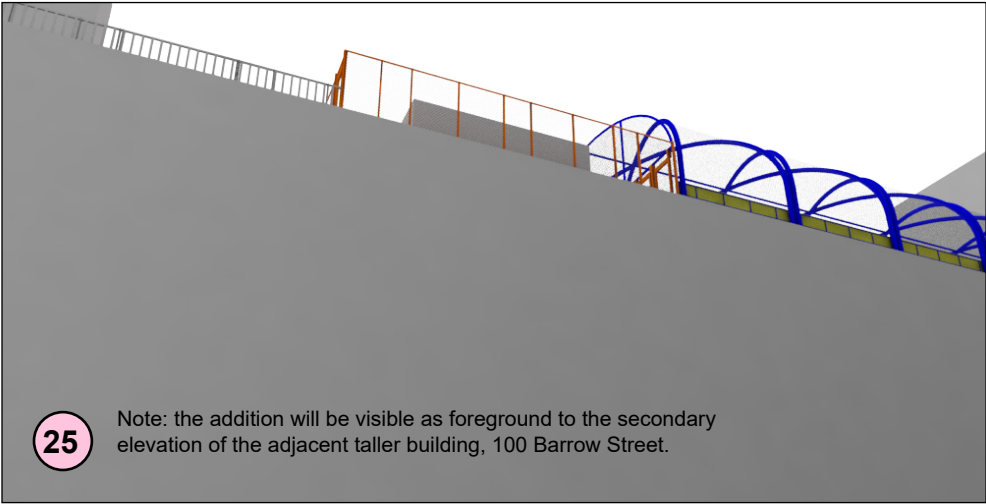 25
Note: the addition will be visible as foreground to the secondary
elevation of the adjacent taller building, 100 Barrow Street.